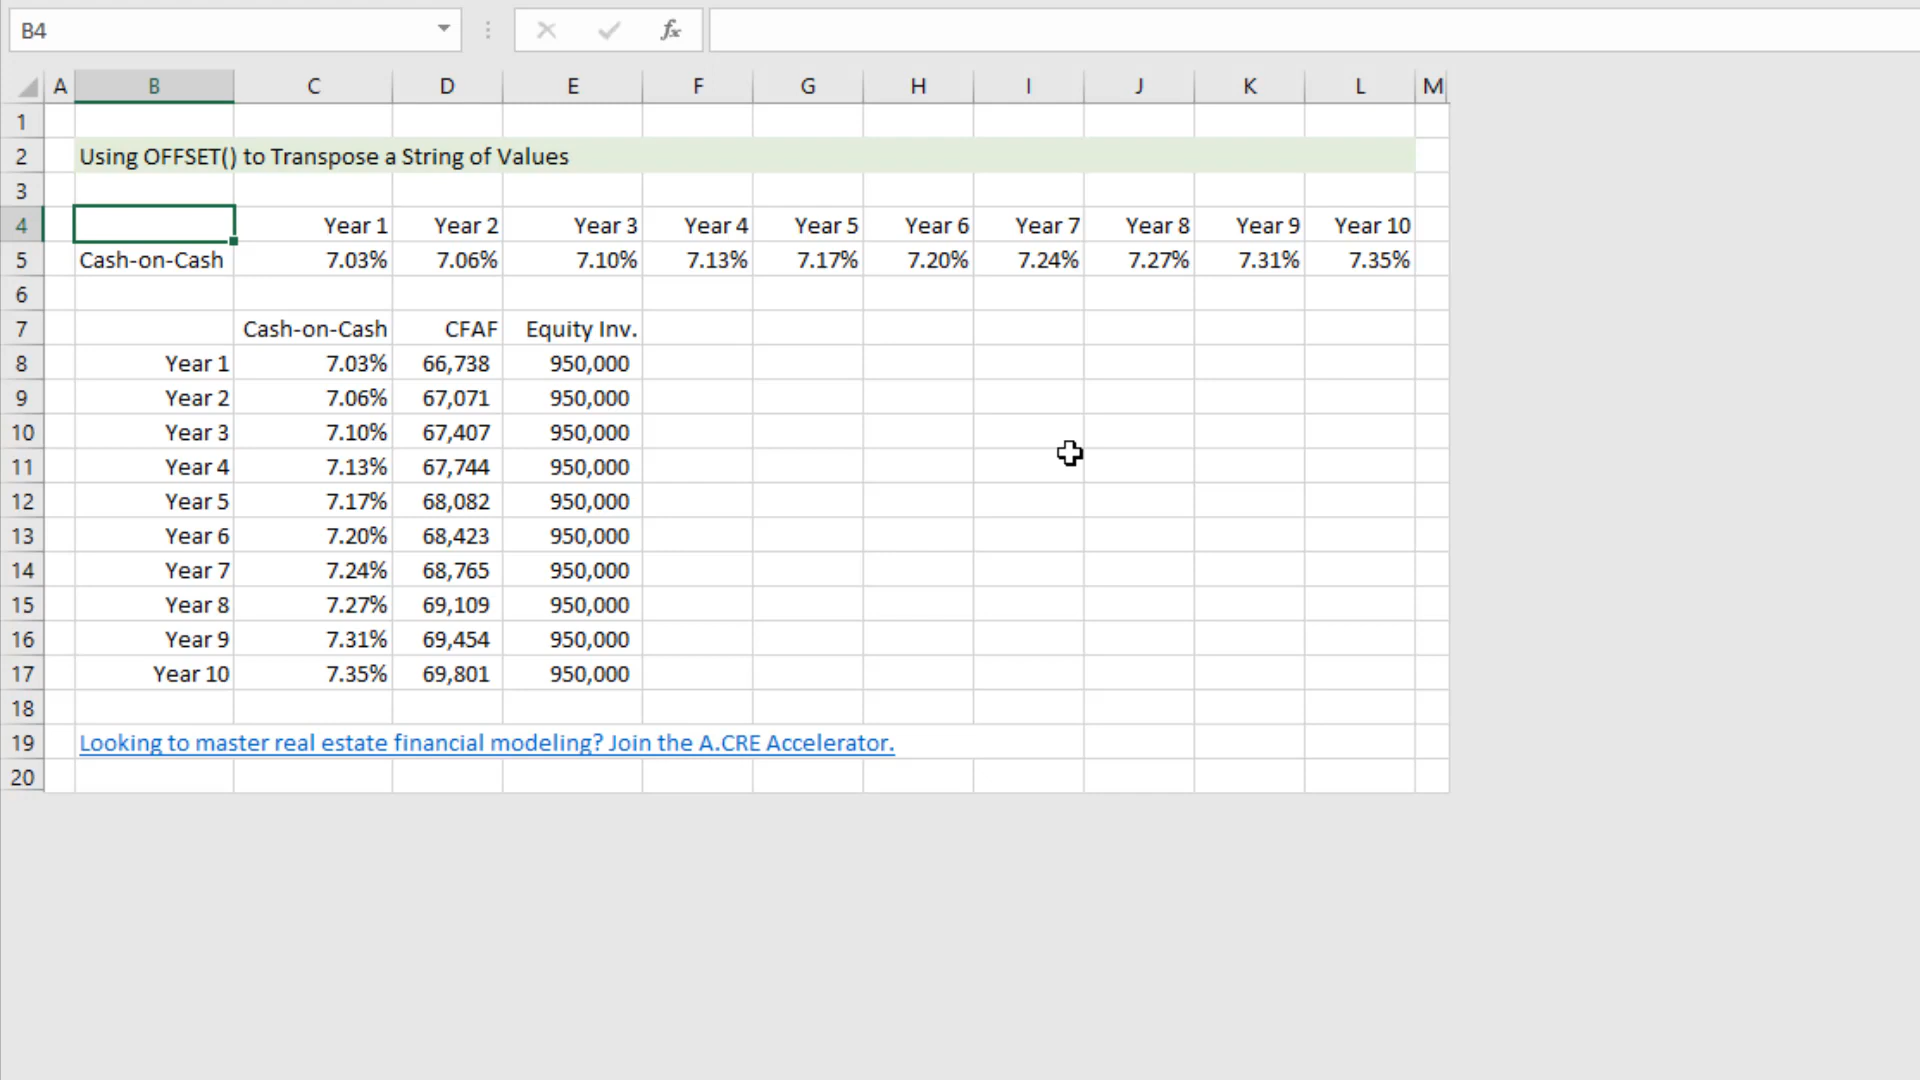 B4
fx
A B C D E F G H I J K L M
1
2 Using OFFSET() to Transpose a String of Values
3
4 Year 1 Year 2 Year 3 Year 4 Year 5 Year 6 Year 7 Year 8 Year 9 Year 10
5 Cash-on-Cash 7.03% 7.06% 7.10% 7.13% 7.17% 7.20% 7.24% 7.27% 7.31% 7.35%
6
7 Cash-on-Cash CFAF Equity Inv.
8 Year 1 7.03% 66,738 950,000
9 Year 2 7.06% 67,071 950,000
10 Year 3 7.10% 67,407 950,000
11 Year 4 7.13% 67,744 950,000
12 Year 5 7.17% 68,082 950,000
13 Year 6 7.20% 68,423 950,000
14 Year 7 7.24% 68,765 950,000
15 Year 8 7.27% 69,109 950,000
16 Year 9 7.31% 69,454 950,000
17 Year 10 7.35% 69,801 950,000
18
19 Looking to master real estate financial modeling? Join the A.CRE Accelerator.
20